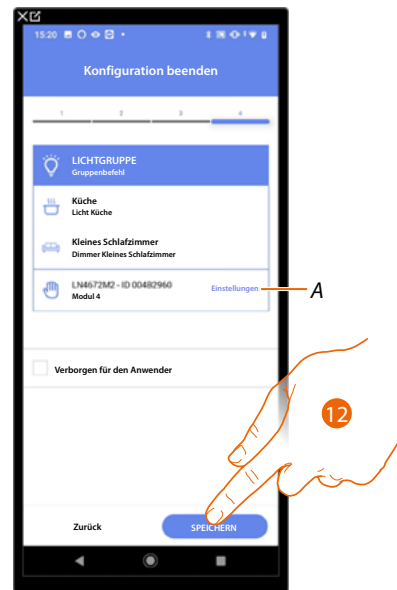 15:20
Konfiguration beenden
1 2 3 4
LICHTGRUPPE
Gruppenbefehl
Küche
Licht Küche
Kleines Schlafzimmer
Dimmer Kleines Schlafzimmer
LN4672M2 - ID 004B2960 Einstellungen A
Modul 4
Verborgen für den Anwender
12
Zurück SPEICHERN